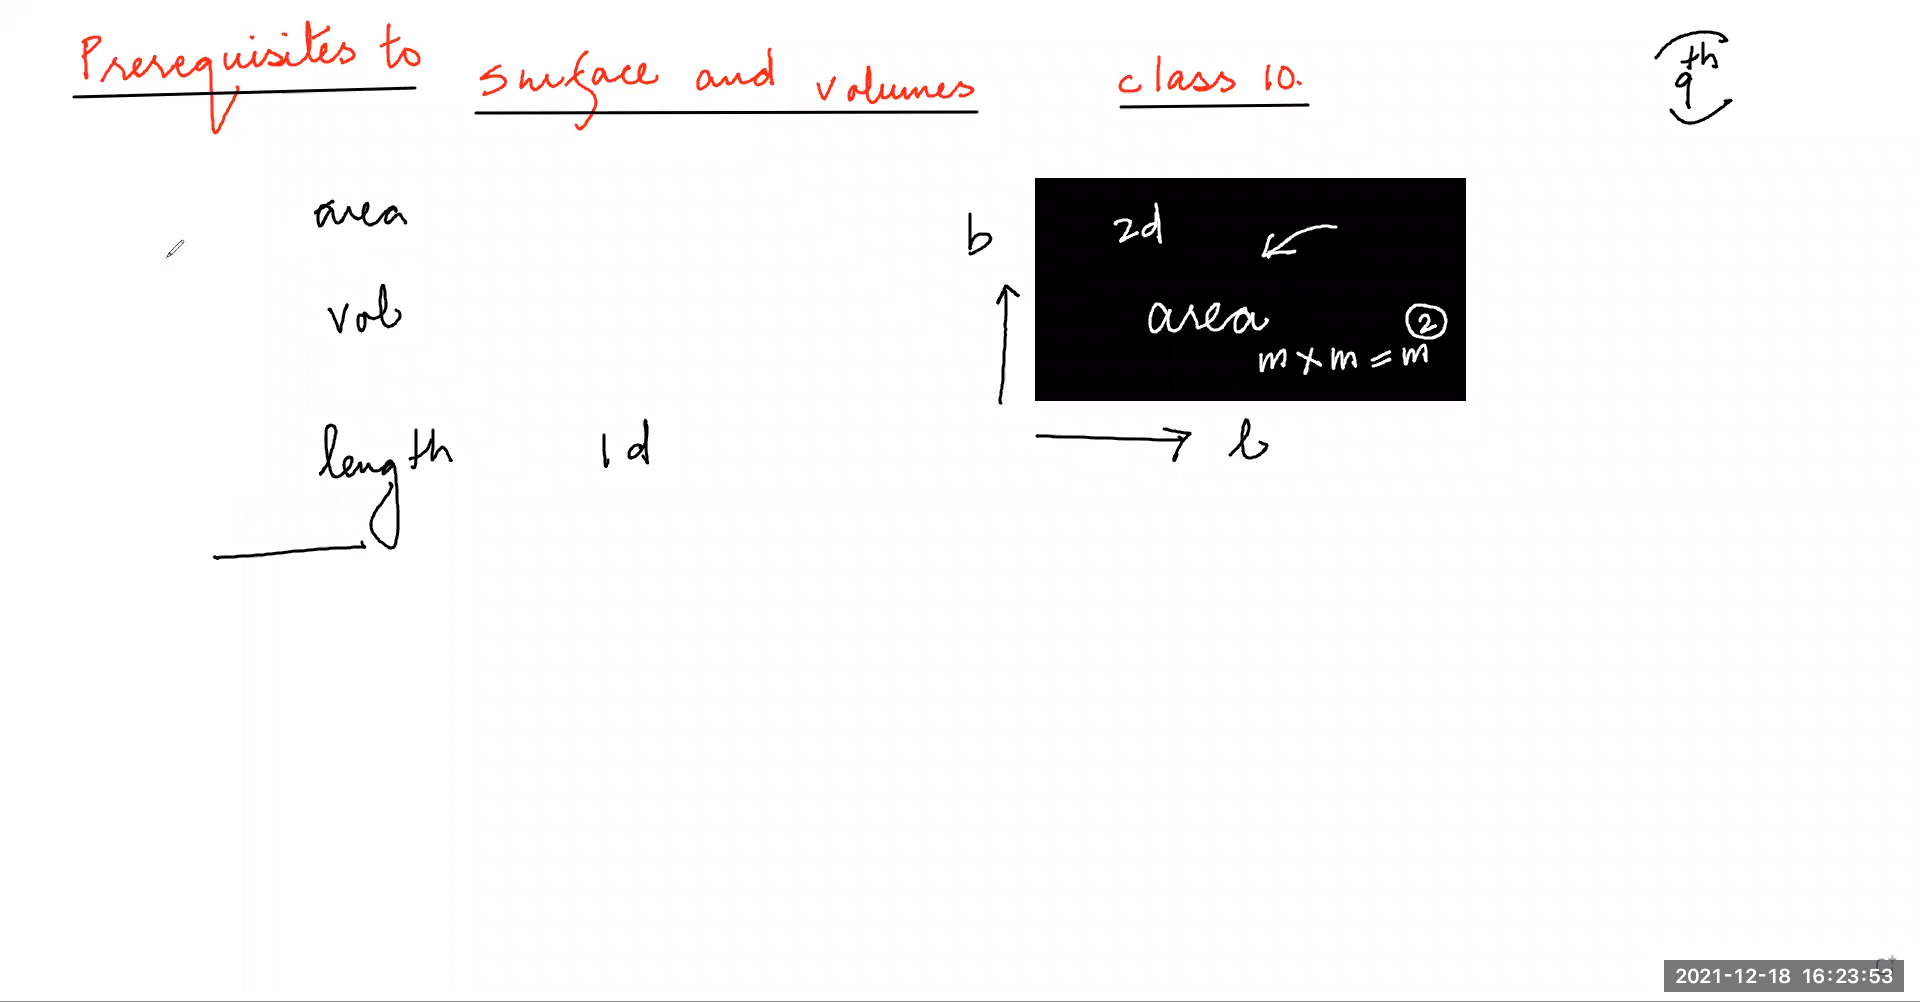 Prerequisites to surface and volumes class 10.
9th
area
vol
length 1d
b
2d
area
m × m = m²
l
2021-12-18 16:23:53